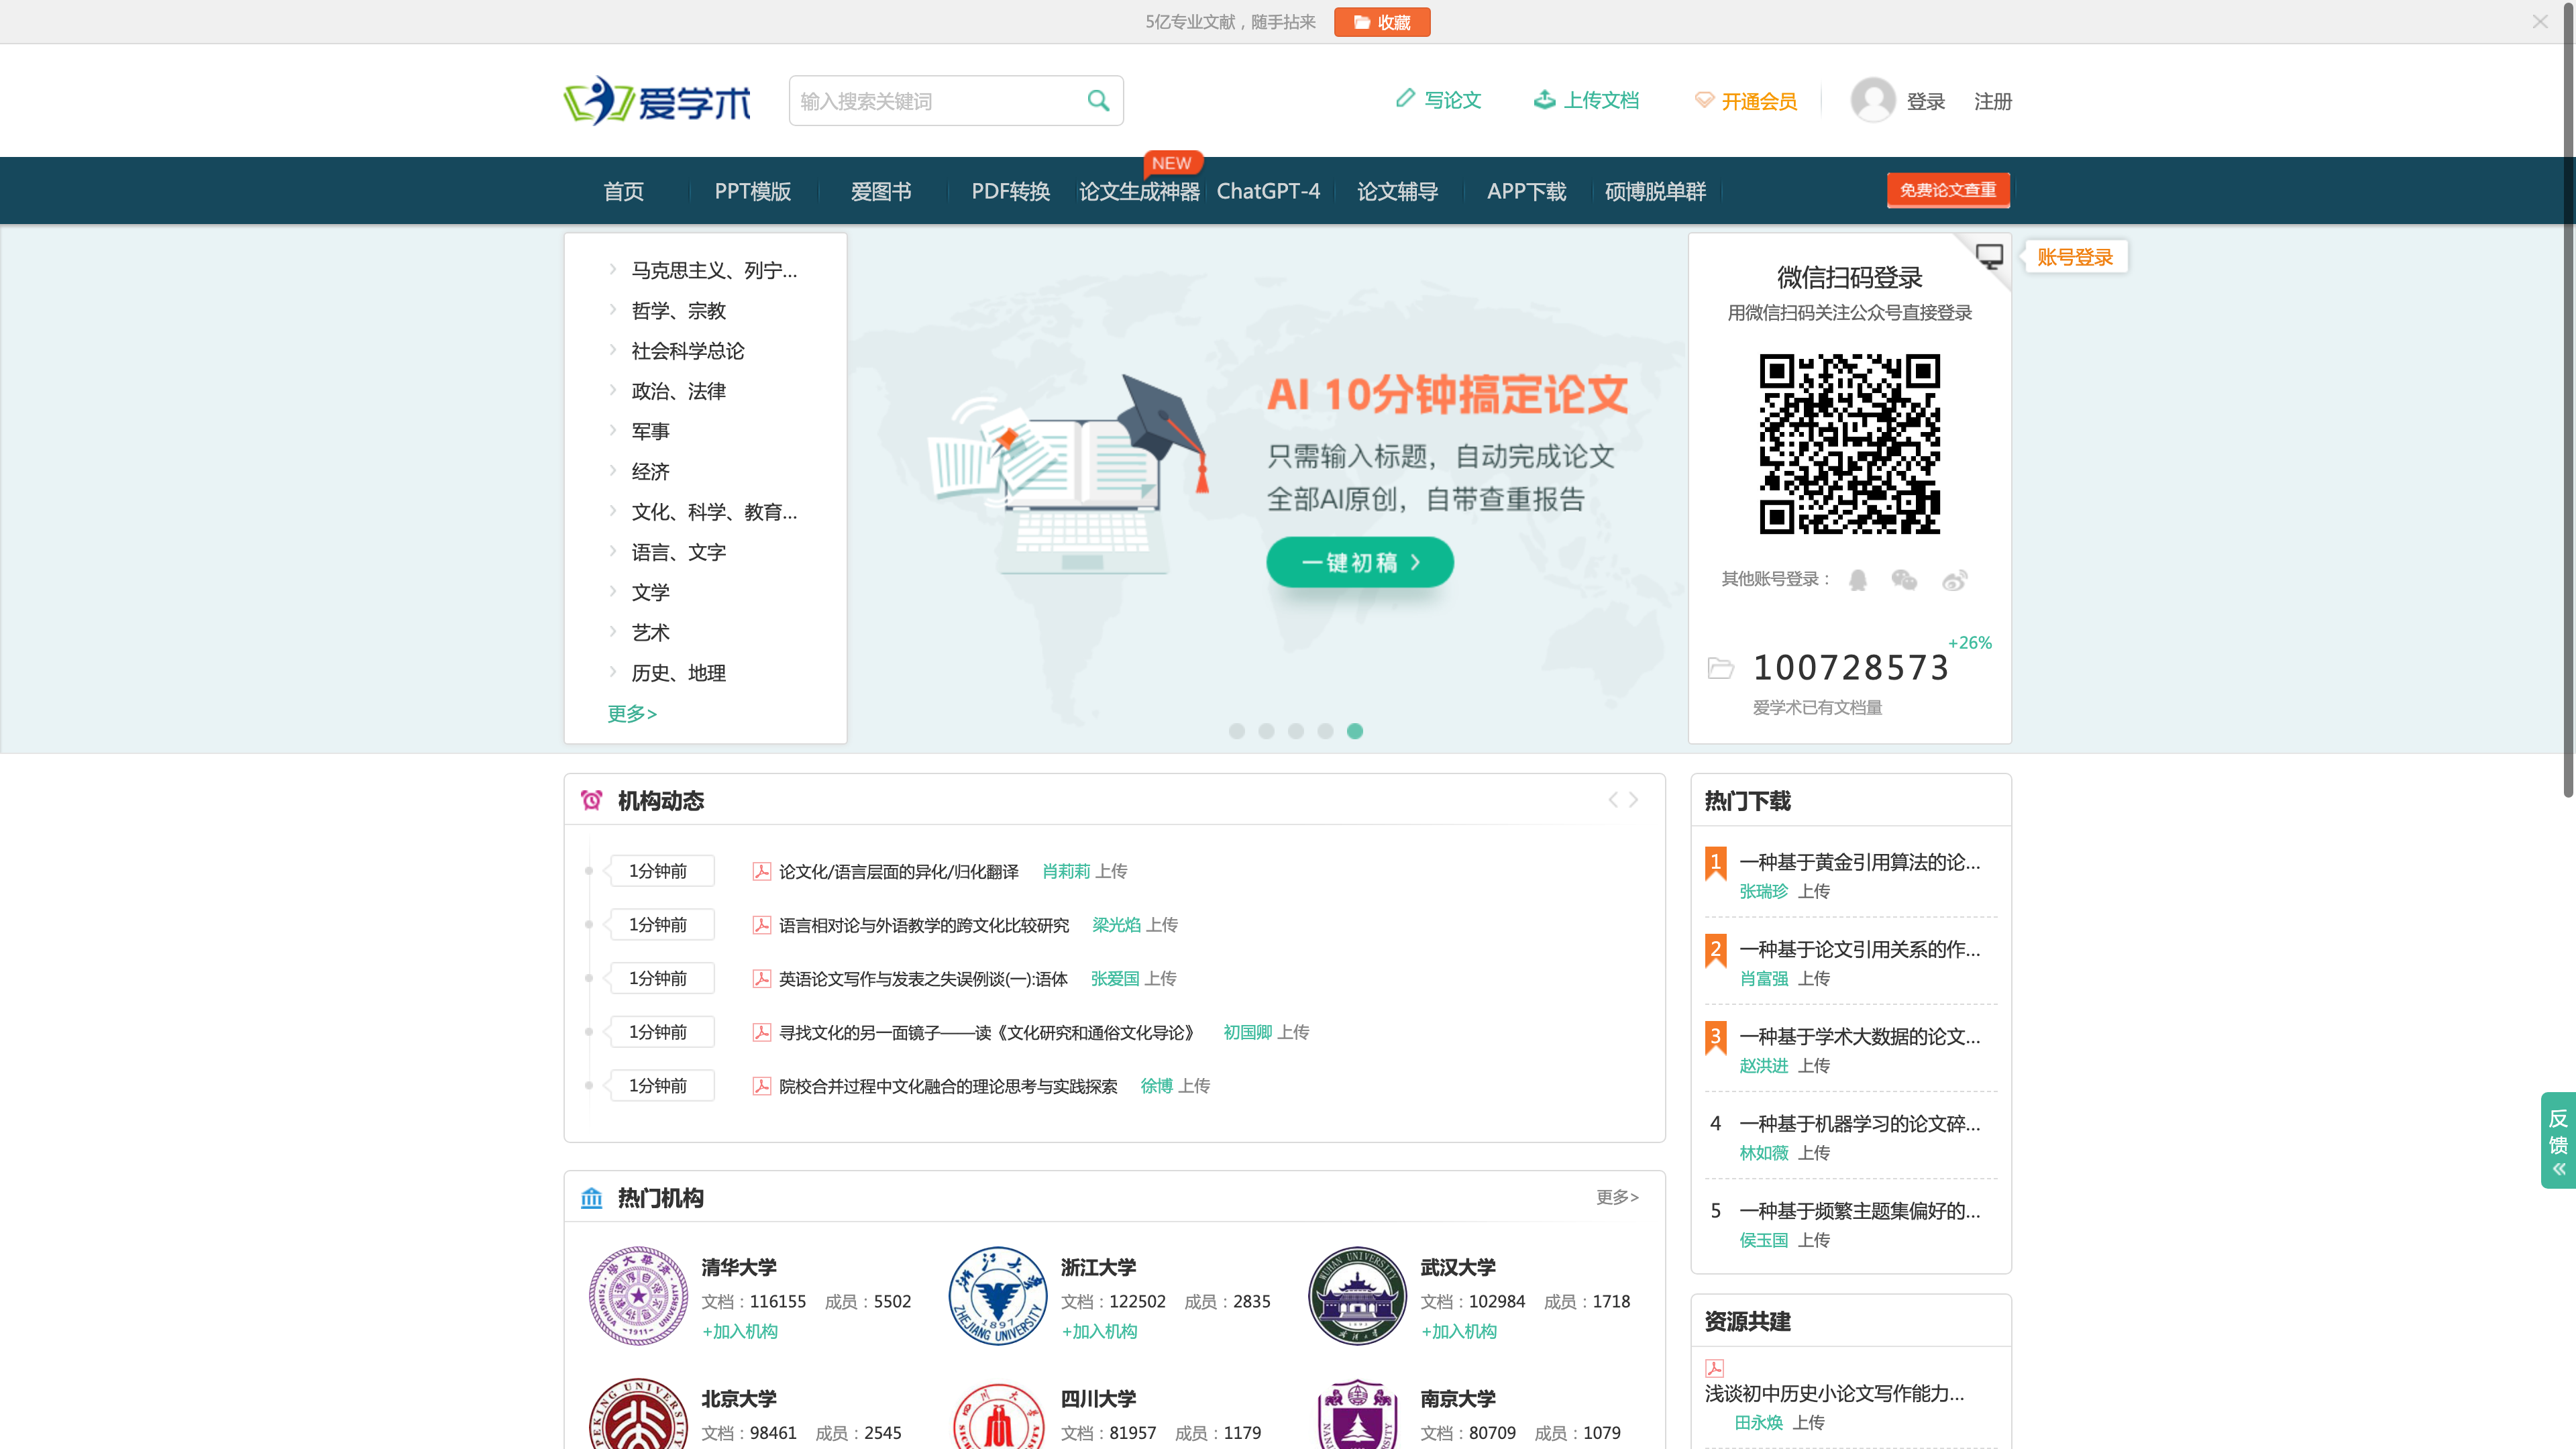 5亿专业文献，随手拈来 收藏
爱学术
输入搜索关键词
写论文 上传文档 开通会员 登录 注册
NEW
首页 PPT模版 爱图书 PDF转换 论文生成神器 ChatGPT-4 论文辅导 APP下载 硕博脱单群 免费论文查重
马克思主义、列宁...
哲学、宗教
社会科学总论
政治、法律
军事
经济
文化、科学、教育...
语言、文字
文学
艺术
历史、地理
更多>
AI 10分钟搞定论文
只需输入标题，自动完成论文
全部AI原创，自带查重报告
一键初稿 >
账号登录
微信扫码登录
用微信扫码关注公众号直接登录
其他账号登录：
+26%
100728573
爱学术已有文档量
机构动态
1分钟前 论文化/语言层面的异化/归化翻译 肖莉莉 上传
1分钟前 语言相对论与外语教学的跨文化比较研究 梁光焰 上传
1分钟前 英语论文写作与发表之失误例谈(一):语体 张爱国 上传
1分钟前 寻找文化的另一面镜子——读《文化研究和通俗文化导论》 初国卿 上传
1分钟前 院校合并过程中文化融合的理论思考与实践探索 徐博 上传
热门下载
1 一种基于黄金引用算法的论...
张瑞珍 上传
2 一种基于论文引用关系的作...
肖富强 上传
3 一种基于学术大数据的论文...
赵洪进 上传
4 一种基于机器学习的论文碎...
林如薇 上传
5 一种基于频繁主题集偏好的...
侯玉国 上传
反
馈
热门机构 更多>
清华大学
文档：116155 成员：5502
+加入机构
浙江大学
文档：122502 成员：2835
+加入机构
武汉大学
文档：102984 成员：1718
+加入机构
北京大学
文档：98461 成员：2545
四川大学
文档：81957 成员：1179
南京大学
文档：80709 成员：1079
TSINGHUA UNIVERSITY
-1911-
ZHEJIANG UNIVERSITY
1897
WUHAN UNIVERSITY
PEKING UNIVERSITY
资源共建
浅谈初中历史小论文写作能力...
田永焕 上传